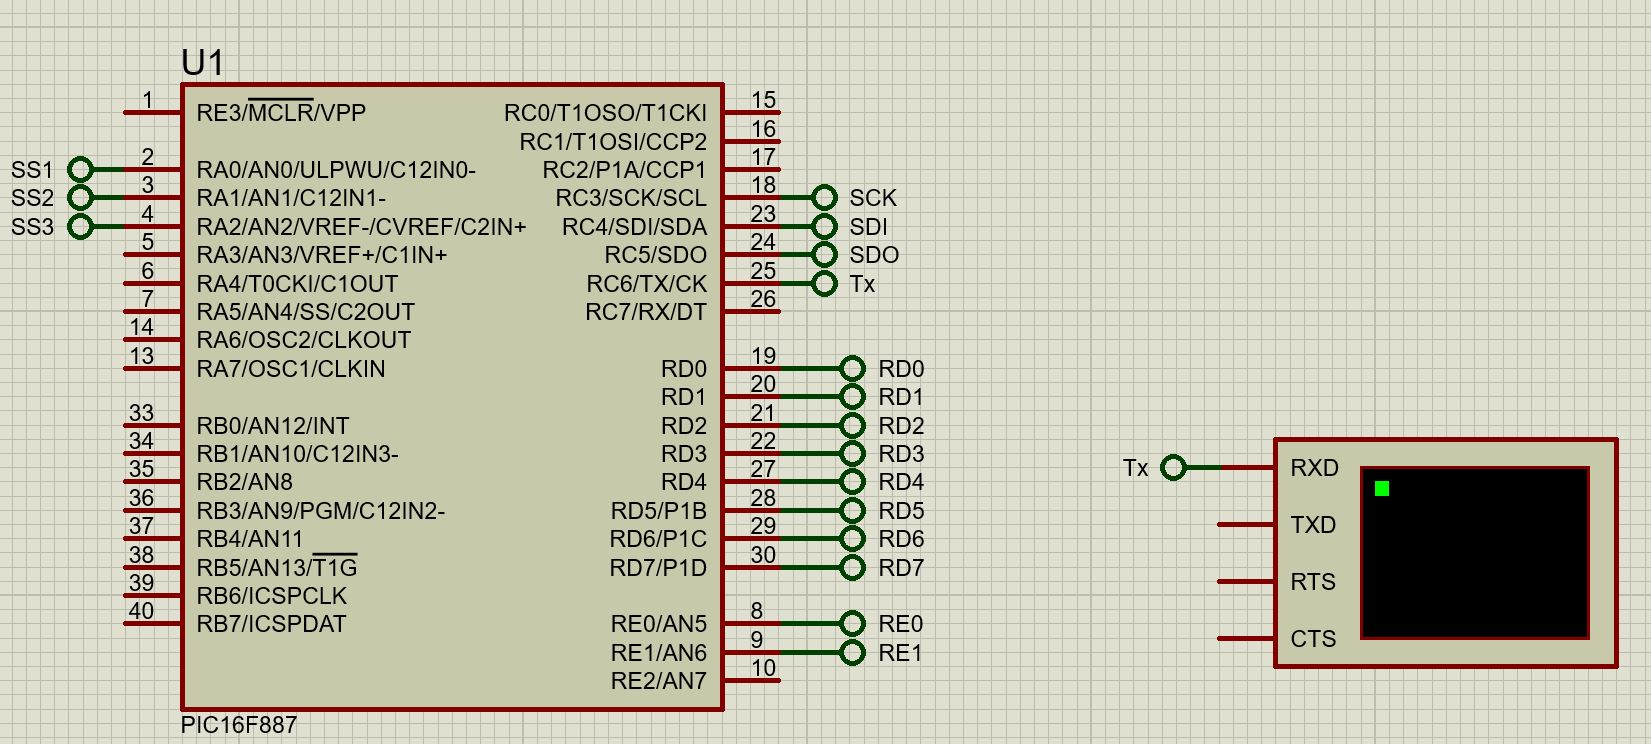 U1
1 RE3/MCLR/VPP RC0/T1OSO/T1CKI 15
RC1/T1OSI/CCP2 16
SS1 2 RA0/AN0/ULPWU/C12IN0- RC2/P1A/CCP1 17
SS2 3 RA1/AN1/C12IN1- RC3/SCK/SCL 18 SCK
SS3 4 RA2/AN2/VREF-/CVREF/C2IN+ RC4/SDI/SDA 23 SDI
5 RA3/AN3/VREF+/C1IN+ RC5/SDO 24 SDO
6 RA4/T0CKI/C1OUT RC6/TX/CK 25 Tx
7 RA5/AN4/SS/C2OUT RC7/RX/DT 26
14 RA6/OSC2/CLKOUT
13 RA7/OSC1/CLKIN RD0 19 RD0
RD1 20 RD1
33 RB0/AN12/INT RD2 21 RD2
34 RB1/AN10/C12IN3- RD3 22 RD3
35 RB2/AN8 RD4 27 RD4
36 RB3/AN9/PGM/C12IN2- RD5/P1B 28 RD5
37 RB4/AN11 RD6/P1C 29 RD6
38 RB5/AN13/T1G RD7/P1D 30 RD7
39 RB6/ICSPCLK
40 RB7/ICSPDAT RE0/AN5 8 RE0
RE1/AN6 9 RE1
RE2/AN7 10
PIC16F887
Tx RXD
TXD
RTS
CTS